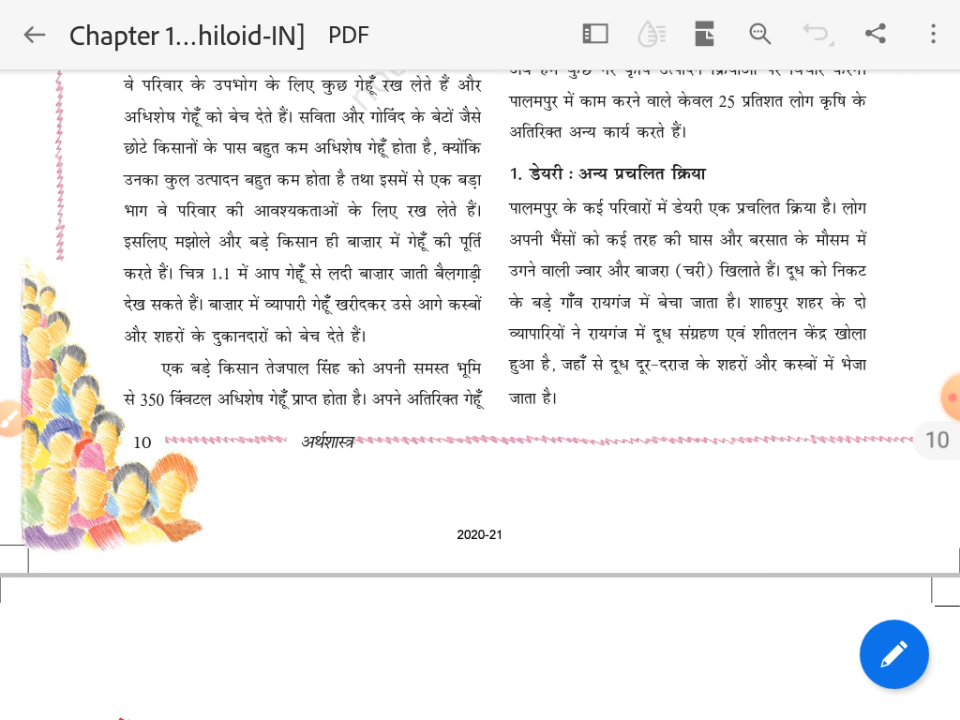 Chapter 1...hiloid-IN] PDF
वे परिवार के उपभोग के लिए कुछ गेहूँ रख लेते हैं और
अधिशेष गेहूँ को बेच देते हैं। सविता और गोविंद के बेटों जैसे
छोटे किसानों के पास बहुत कम अधिशेष गेहूँ होता है, क्योंकि
उनका कुल उत्पादन बहुत कम होता है तथा इसमें से एक बड़ा
भाग वे परिवार की आवश्यकताओं के लिए रख लेते हैं।
इसलिए मझोले और बड़े किसान ही बाज़ार में गेहूँ की पूर्ति
करते हैं। चित्र 1.1 में आप गेहूँ से लदी बाज़ार जाती बैलगाड़ी
देख सकते हैं। बाज़ार में व्यापारी गेहूँ खरीदकर उसे आगे कस्बों
और शहरों के दुकानदारों को बेच देते हैं।
एक बड़े किसान तेजपाल सिंह को अपनी समस्त भूमि
से 350 क्विंटल अधिशेष गेहूँ प्राप्त होता है। अपने अतिरिक्त गेहूँ
पालमपुर में काम करने वाले केवल 25 प्रतिशत लोग कृषि के
अतिरिक्त अन्य कार्य करते हैं।
1. डेयरी : अन्य प्रचलित क्रिया
पालमपुर के कई परिवारों में डेयरी एक प्रचलित क्रिया है। लोग
अपनी भैंसों को कई तरह की घास और बरसात के मौसम में
उगने वाली ज्वार और बाजरा (चरी) खिलाते हैं। दूध को निकट
के बड़े गाँव रायगंज में बेचा जाता है। शाहपुर शहर के दो
व्यापारियों ने रायगंज में दूध संग्रहण एवं शीतलन केंद्र खोला
हुआ है, जहाँ से दूध दूर-दराज़ के शहरों और कस्बों में भेजा
जाता है।
10 अर्थशास्त्र
10
2020-21